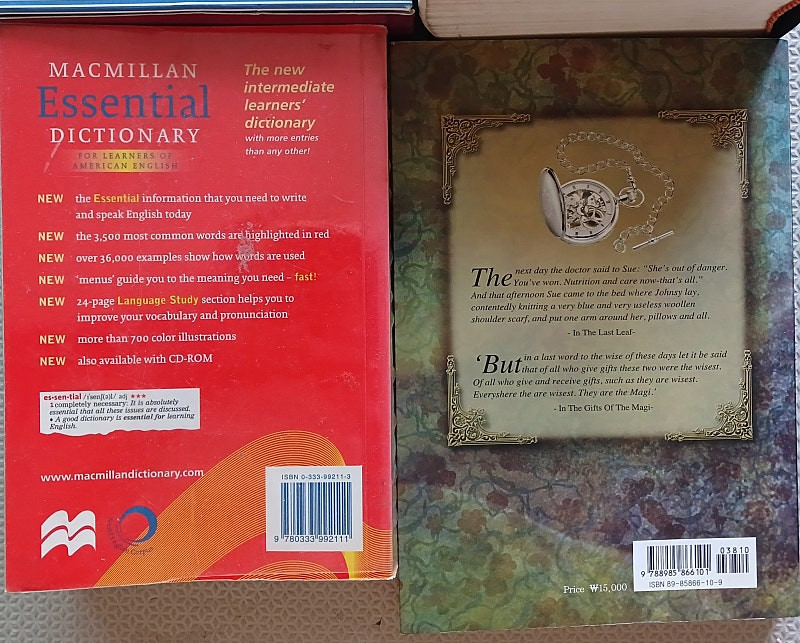 MACMILLAN
Essential
DICTIONARY
FOR LEARNERS OF
AMERICAN ENGLISH
The new
intermediate
learners'
dictionary
with more entries
than any other!
NEW the Essential information that you need to write
and speak English today
NEW the 3,500 most common words are highlighted in red
NEW over 36,000 examples show how words are used
NEW 'menus' guide you to the meaning you need – fast!
NEW 24-page Language Study section helps you to
improve your vocabulary and pronunciation
NEW more than 700 color illustrations
NEW also available with CD-ROM
es·sen·tial /ɪˈsenʃ(ə)l/ adj ★★★
1 completely necessary: It is absolutely
essential that all these issues are discussed.
• A good dictionary is essential for learning
English.
www.macmillandictionary.com
Corpus
ISBN 0-333-99211-3
9 780333 992111
The next day the doctor said to Sue: "She's out of danger.
You've won. Nutrition and care now-that's all."
And that afternoon Sue came to the bed where Johnsy lay,
contentedly knitting a very blue and very useless woollen
shoulder scarf, and put one arm around her, pillows and all.
- In The Last Leaf-
'But in a last word to the wise of these days let it be said
that of all who give gifts these two were the wisest.
Of all who give and receive gifts, such as they are wisest.
Everyshere the are wisest. They are the Magi.'
- In The Gifts Of The Magi-
Price ₩15,000
03810
9 788985 866101
ISBN 89-85866-10-9